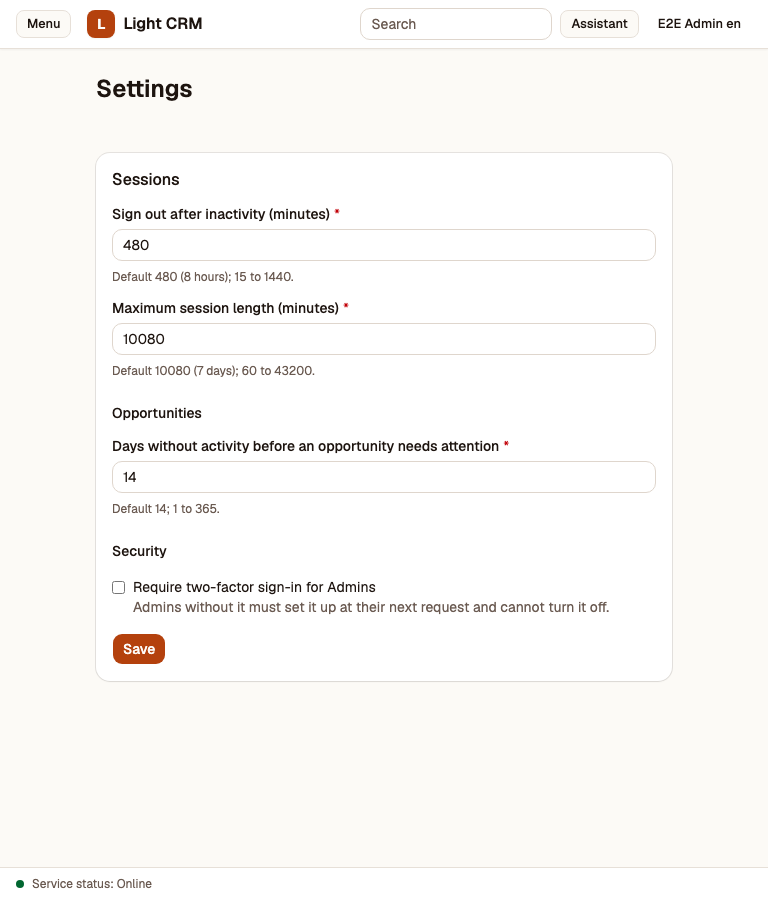 Menu
L
Light CRM
Search
Assistant
E2E Admin en
Settings
Sessions
Sign out after inactivity (minutes) *
480
Default 480 (8 hours); 15 to 1440.
Maximum session length (minutes) *
10080
Default 10080 (7 days); 60 to 43200.
Opportunities
Days without activity before an opportunity needs attention *
14
Default 14; 1 to 365.
Security
Require two-factor sign-in for Admins
Admins without it must set it up at their next request and cannot turn it off.
Save
Service status: Online